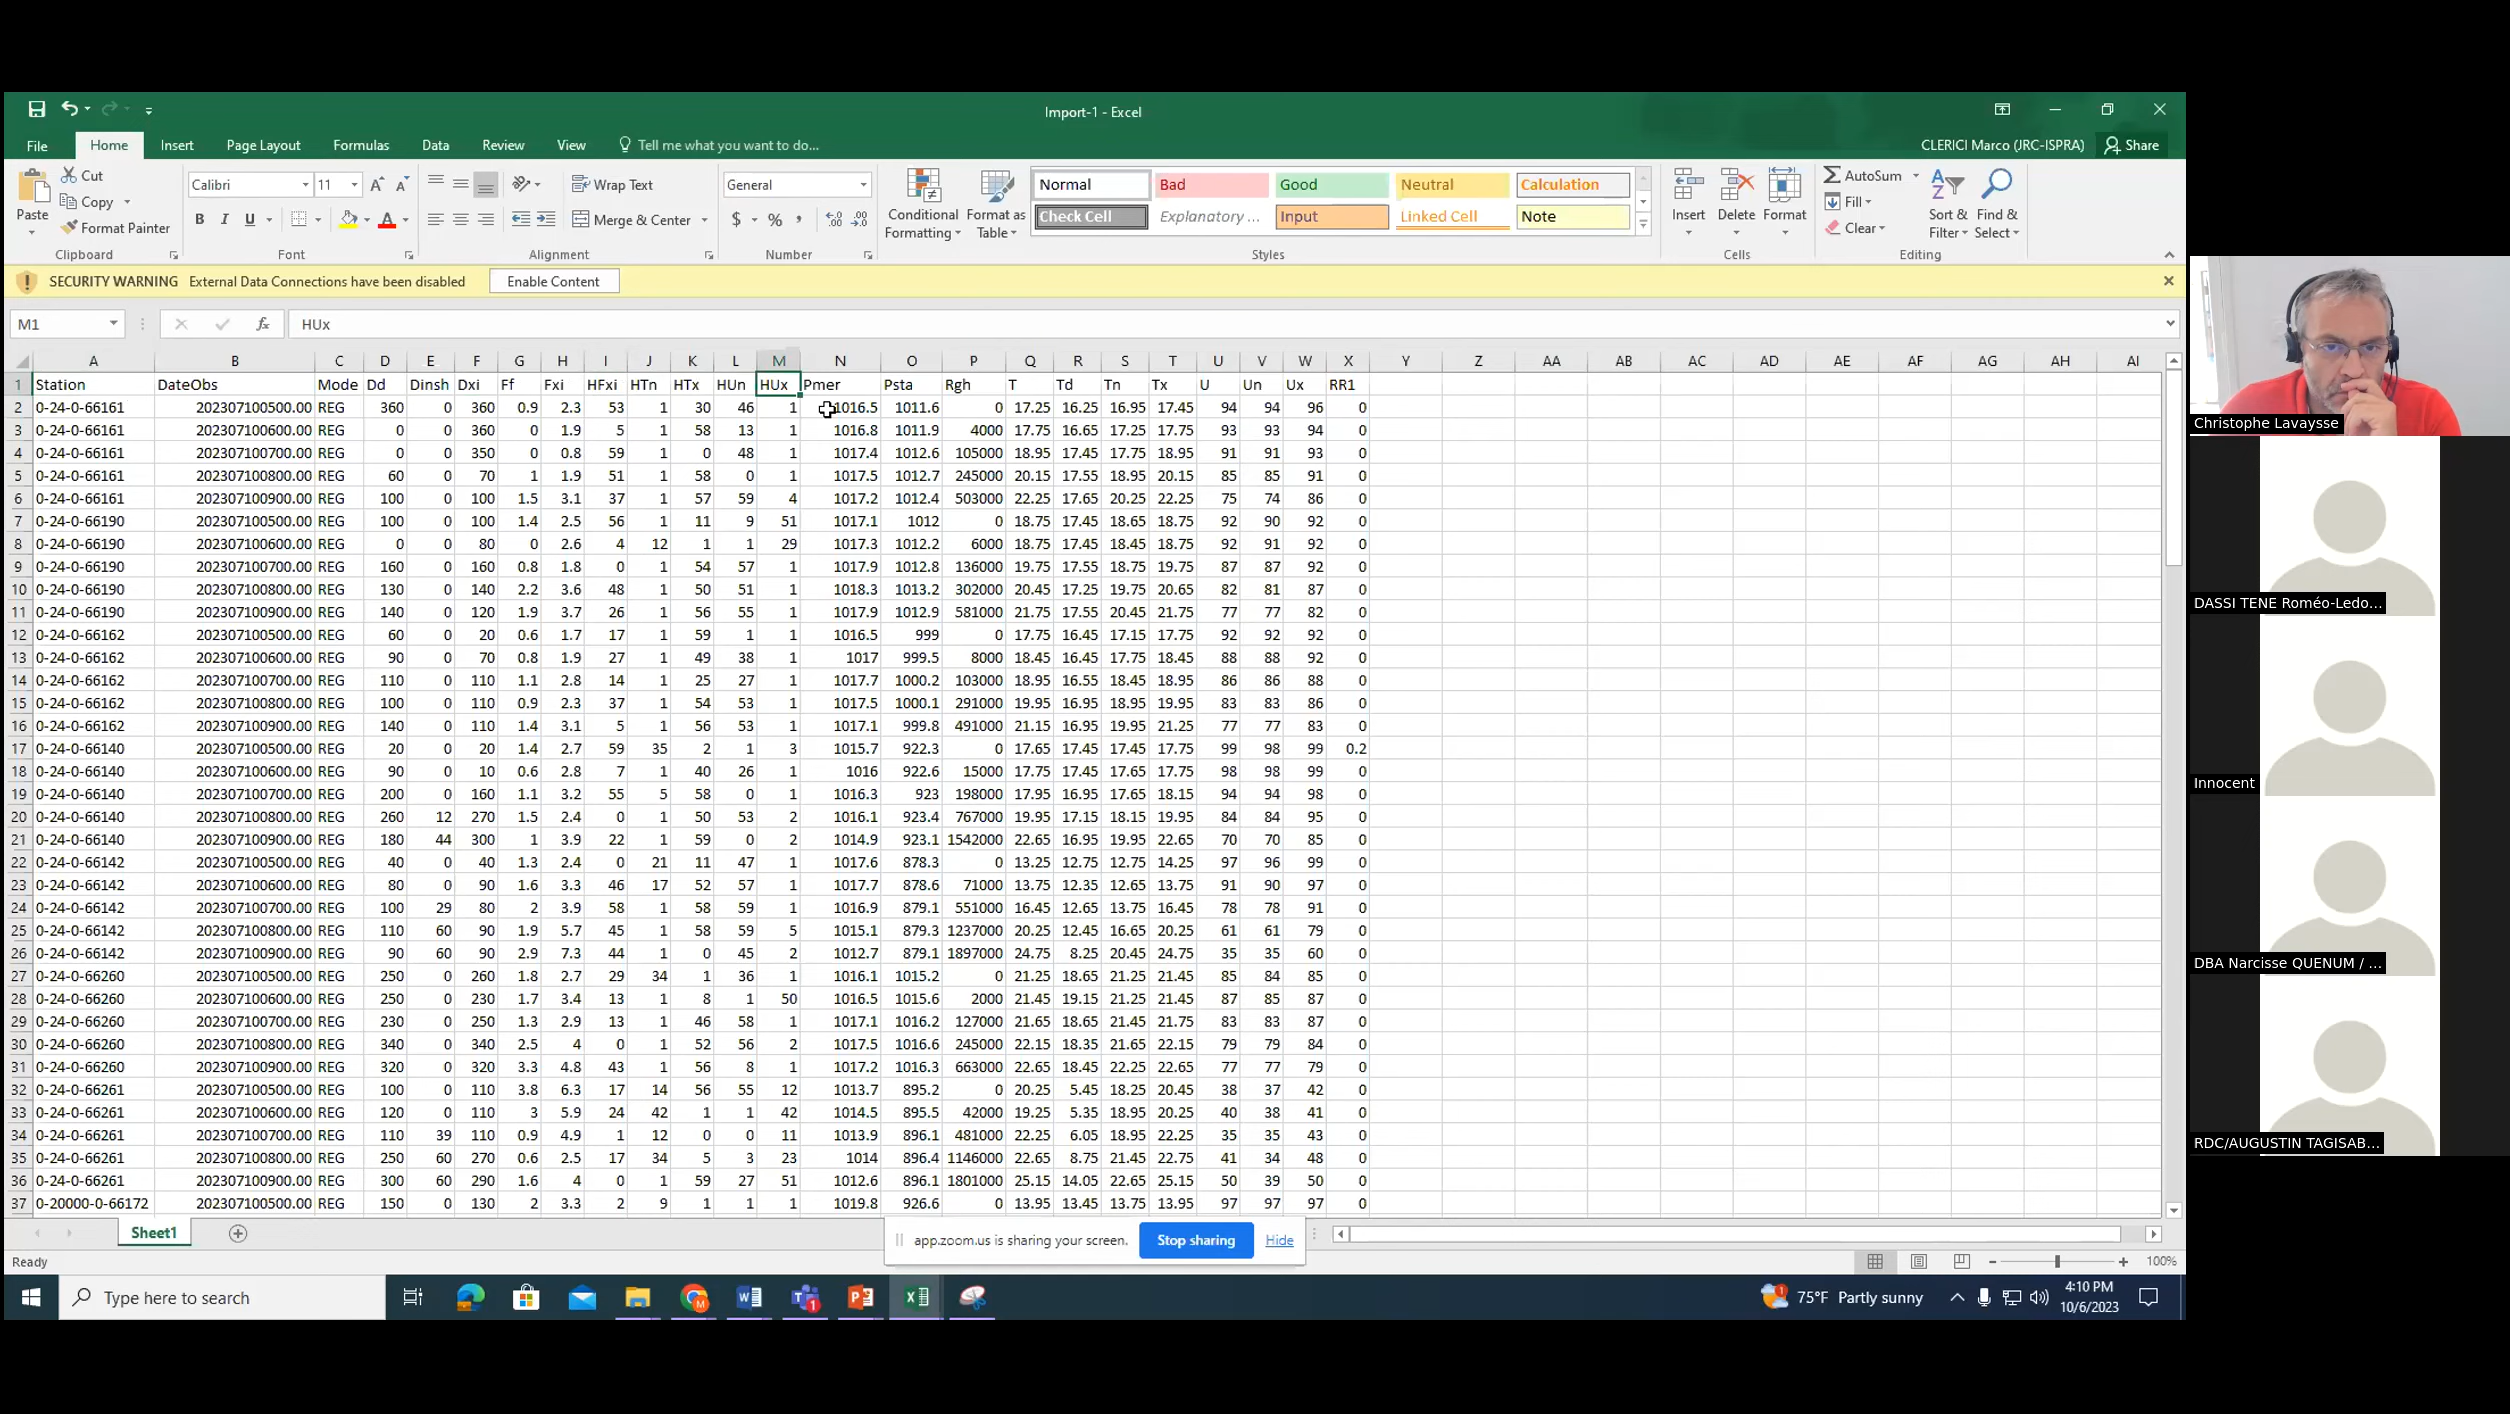 Import-1 - Excel
File Home Insert Page Layout Formulas Data Review View Tell me what you want to do... CLERICI Marco (JRC-ISPRA) Share
Paste Cut Copy Format Painter Clipboard
Calibri 11 Font
Wrap Text Merge & Center Alignment
General Number
Conditional Formatting Format as Table
Normal Bad Good Neutral Calculation
Check Cell Explanatory ... Input Linked Cell Note
Styles
Insert Delete Format Cells
AutoSum Fill Clear Sort & Filter Find & Select Editing
SECURITY WARNING External Data Connections have been disabled Enable Content
M1 fx HUx
A B C D E F G H I J K L M N O P Q R S T U V W X Y Z AA AB AC AD AE AF AG AH AI
1 Station DateObs Mode Dd Dinsh Dxi Ff Fxi HFxi HTn HTx HUn HUx Pmer Psta Rgh T Td Tn Tx U Un Ux RR1
2 0-24-0-66161 202307100500.00 REG 360 0 360 0.9 2.3 53 1 30 46 1 1016.5 1011.6 0 17.25 16.25 16.95 17.45 94 94 96 0
3 0-24-0-66161 202307100600.00 REG 0 0 360 0 1.9 5 1 58 13 1 1016.8 1011.9 4000 17.75 16.65 17.25 17.75 93 93 94 0
4 0-24-0-66161 202307100700.00 REG 0 0 350 0 0.8 59 1 0 48 1 1017.4 1012.6 105000 18.95 17.45 17.75 18.95 91 91 93 0
5 0-24-0-66161 202307100800.00 REG 60 0 70 1 1.9 51 1 58 0 1 1017.5 1012.7 245000 20.15 17.55 18.95 20.15 85 85 91 0
6 0-24-0-66161 202307100900.00 REG 100 0 100 1.5 3.1 37 1 57 59 4 1017.2 1012.4 503000 22.25 17.65 20.25 22.25 75 74 86 0
7 0-24-0-66190 202307100500.00 REG 100 0 100 1.4 2.5 56 1 11 9 51 1017.1 1012 0 18.75 17.45 18.65 18.75 92 90 92 0
8 0-24-0-66190 202307100600.00 REG 0 0 80 0 2.6 4 12 1 1 29 1017.3 1012.2 6000 18.75 17.45 18.45 18.75 92 91 92 0
9 0-24-0-66190 202307100700.00 REG 160 0 160 0.8 1.8 0 1 54 57 1 1017.9 1012.8 136000 19.75 17.55 18.75 19.75 87 87 92 0
10 0-24-0-66190 202307100800.00 REG 130 0 140 2.2 3.6 48 1 50 51 1 1018.3 1013.2 302000 20.45 17.25 19.75 20.65 82 81 87 0
11 0-24-0-66190 202307100900.00 REG 140 0 120 1.9 3.7 26 1 56 55 1 1017.9 1012.9 581000 21.75 17.55 20.45 21.75 77 77 82 0
12 0-24-0-66162 202307100500.00 REG 60 0 20 0.6 1.7 17 1 59 1 1 1016.5 999 0 17.75 16.45 17.15 17.75 92 92 92 0
13 0-24-0-66162 202307100600.00 REG 90 0 70 0.8 1.9 27 1 49 38 1 1017 999.5 8000 18.45 16.45 17.75 18.45 88 88 92 0
14 0-24-0-66162 202307100700.00 REG 110 0 110 1.1 2.8 14 1 25 27 1 1017.7 1000.2 103000 18.95 16.55 18.45 18.95 86 86 88 0
15 0-24-0-66162 202307100800.00 REG 100 0 110 0.9 2.3 37 1 54 53 1 1017.5 1000.1 291000 19.95 16.95 18.95 19.95 83 83 86 0
16 0-24-0-66162 202307100900.00 REG 140 0 110 1.4 3.1 5 1 56 53 1 1017.1 999.8 491000 21.15 16.95 19.95 21.25 77 77 83 0
17 0-24-0-66140 202307100500.00 REG 20 0 20 1.4 2.7 59 35 2 1 3 1015.7 922.3 0 17.65 17.45 17.45 17.75 99 98 99 0.2
18 0-24-0-66140 202307100600.00 REG 90 0 10 0.6 2.8 7 1 40 26 1 1016 922.6 15000 17.75 17.45 17.65 17.75 98 98 99 0
19 0-24-0-66140 202307100700.00 REG 200 0 160 1.1 3.2 55 5 58 0 1 1016.3 923 198000 17.95 16.95 17.65 18.15 94 94 98 0
20 0-24-0-66140 202307100800.00 REG 260 12 270 1.5 2.4 0 1 50 53 2 1016.1 923.4 767000 19.95 17.15 18.15 19.95 84 84 95 0
21 0-24-0-66140 202307100900.00 REG 180 44 300 1 3.9 22 1 59 0 2 1014.9 923.1 1542000 22.65 16.95 19.95 22.65 70 70 85 0
22 0-24-0-66142 202307100500.00 REG 40 0 40 1.3 2.4 0 21 11 47 1 1017.6 878.3 0 13.25 12.75 12.75 14.25 97 96 99 0
23 0-24-0-66142 202307100600.00 REG 80 0 90 1.6 3.3 46 17 52 57 1 1017.7 878.6 71000 13.75 12.35 12.65 13.75 91 90 97 0
24 0-24-0-66142 202307100700.00 REG 100 29 80 2 3.9 58 1 58 59 1 1016.9 879.1 551000 16.45 12.65 13.75 16.45 78 78 91 0
25 0-24-0-66142 202307100800.00 REG 110 60 90 1.9 5.7 45 1 58 59 5 1015.1 879.3 1237000 20.25 12.45 16.65 20.25 61 61 79 0
26 0-24-0-66142 202307100900.00 REG 90 60 90 2.9 7.3 44 1 0 45 2 1012.7 879.1 1897000 24.75 8.25 20.45 24.75 35 35 60 0
27 0-24-0-66260 202307100500.00 REG 250 0 260 1.8 2.7 29 34 1 36 1 1016.1 1015.2 0 21.25 18.65 21.25 21.45 85 84 85 0
28 0-24-0-66260 202307100600.00 REG 250 0 230 1.7 3.4 13 1 8 1 50 1016.5 1015.6 2000 21.45 19.15 21.25 21.45 87 85 87 0
29 0-24-0-66260 202307100700.00 REG 230 0 250 1.3 2.9 13 1 46 58 1 1017.1 1016.2 127000 21.65 18.65 21.45 21.75 83 83 87 0
30 0-24-0-66260 202307100800.00 REG 340 0 340 2.5 4 0 1 52 56 2 1017.5 1016.6 245000 22.15 18.35 21.65 22.15 79 79 84 0
31 0-24-0-66260 202307100900.00 REG 320 0 320 3.3 4.8 43 1 56 8 1 1017.2 1016.3 663000 22.65 18.45 22.25 22.65 77 77 79 0
32 0-24-0-66261 202307100500.00 REG 100 0 110 3.8 6.3 17 14 56 55 12 1013.7 895.2 0 20.25 5.45 18.25 20.45 38 37 42 0
33 0-24-0-66261 202307100600.00 REG 120 0 110 3 5.9 24 42 1 1 42 1014.5 895.5 42000 19.25 5.35 18.95 20.25 40 38 41 0
34 0-24-0-66261 202307100700.00 REG 110 39 110 0.9 4.9 1 12 0 0 11 1013.9 896.1 481000 22.25 6.05 18.95 22.25 35 35 43 0
35 0-24-0-66261 202307100800.00 REG 250 60 270 0.6 2.5 17 34 5 3 23 1014 896.4 1146000 22.65 8.75 21.45 22.75 41 34 48 0
36 0-24-0-66261 202307100900.00 REG 300 60 290 1.6 4 0 1 59 27 51 1012.6 896.1 1801000 25.15 14.05 22.65 25.15 50 39 50 0
37 0-20000-0-66172 202307100500.00 REG 150 0 130 2 3.3 2 9 1 1 1 1019.8 926.6 0 13.95 13.45 13.75 13.95 97 97 97 0
Sheet1
app.zoom.us is sharing your screen. Stop sharing Hide
Ready 100%
Type here to search
75°F Partly sunny
4:10 PM
10/6/2023
Christophe Lavaysse
DASSI TENE Roméo-Ledo...
Innocent
DBA Narcisse QUENUM / ...
RDC/AUGUSTIN TAGISAB...